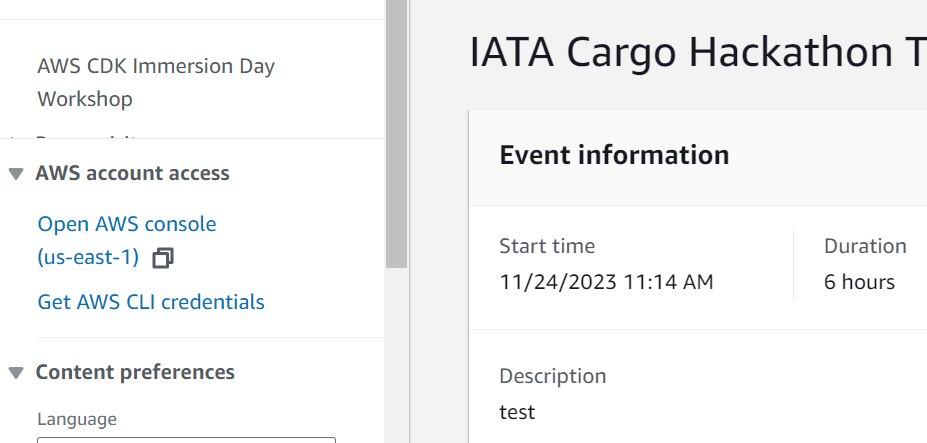 AWS CDK Immersion Day
Workshop
AWS account access
Open AWS console
(us-east-1)
Get AWS CLI credentials
Content preferences
Language
IATA Cargo Hackathon T
Event information
Start time
11/24/2023 11:14 AM
Duration
6 hours
Description
test